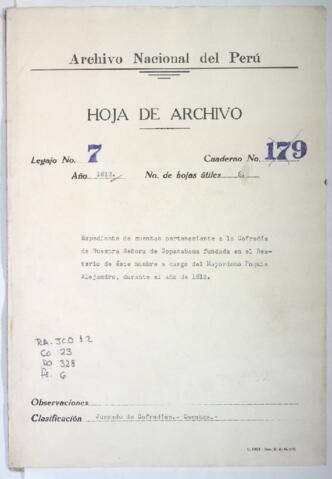 Archivo Nacional del Perú
HOJA DE ARCHIVO
Legajo No. 7 Cuaderno No. 179
Año 1812. No. de hojas útiles 6.
Expediente de cuentas perteneciente a la Cofradía
de Nuestra Señora de Copacabana fundada en el Bea-
terio de éste nombre a cargo del Mayordomo
Alejandro, durante el año de 1812.
RA. JCO 1.2
Ca. 23
Do 328
fs. 6
Observaciones
Clasificación Juzgado de Cofradías.- Cuentas.-